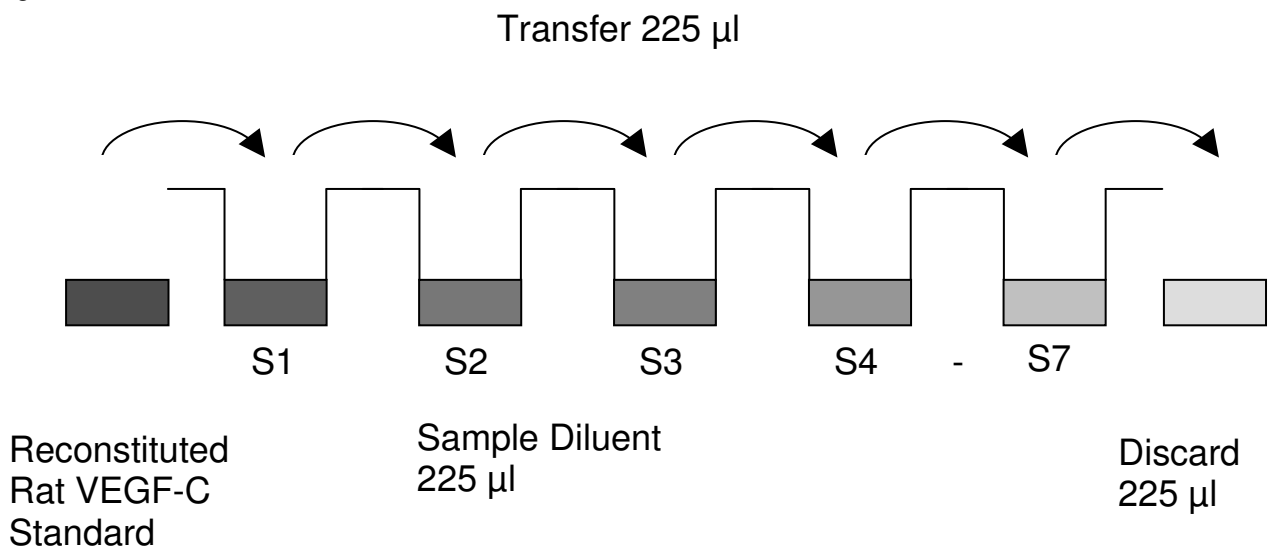 Transfer 225 µl
S1 S2 S3 S4 - S7
Reconstituted
Rat VEGF-C
Standard
Sample Diluent
225 µl
Discard
225 µl